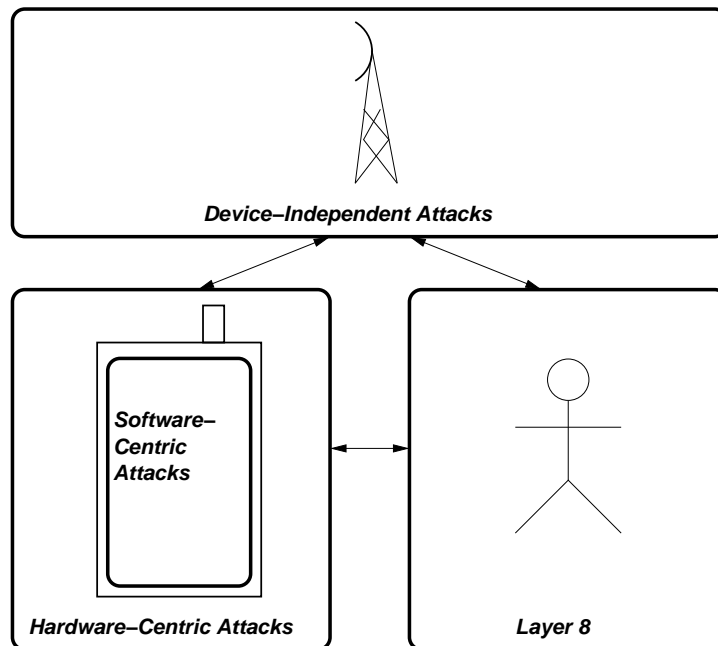 Device–Independent Attacks
Software–
Centric
Attacks
Hardware–Centric Attacks
Layer 8